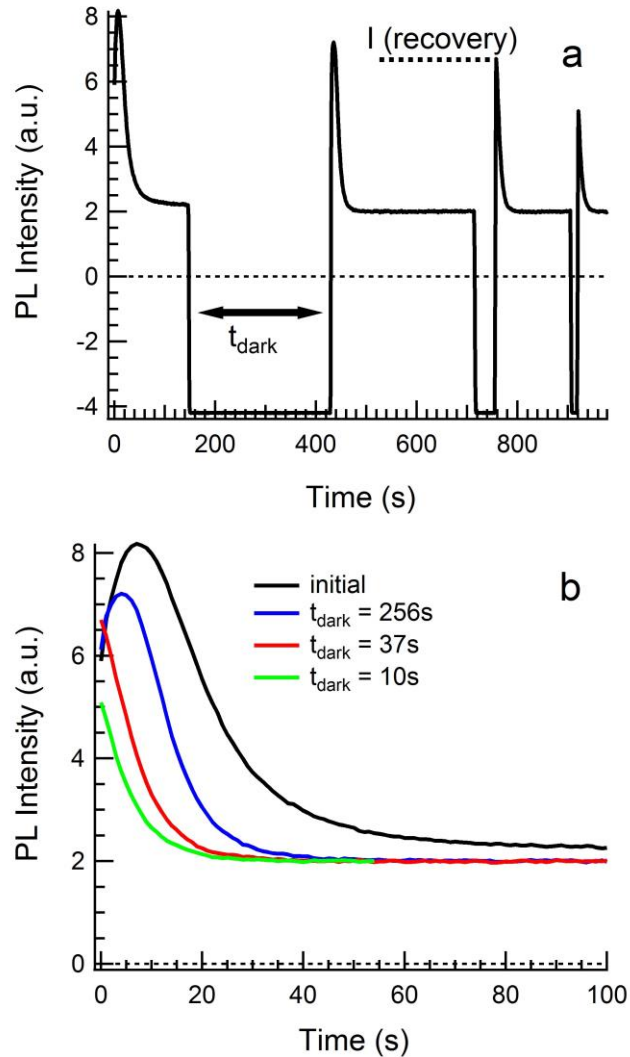 8
6
4
2
0
-2
-4
PL Intensity (a.u.)
I (recovery)
a
t_dark
0 200 400 600 800
Time (s)
8
6
4
2
0
PL Intensity (a.u.)
b
initial
t_dark = 256s
t_dark = 37s
t_dark = 10s
0 20 40 60 80 100
Time (s)